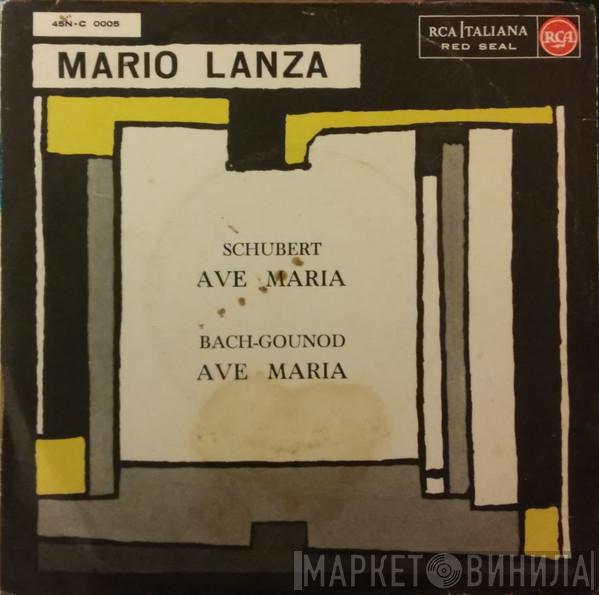 45N-C 0005
RCA ITALIANA
RED SEAL
RCA
MARIO LANZA
SCHUBERT
AVE MARIA
BACH-GOUNOD
AVE MARIA
МАРКЕТ ВИНИЛА